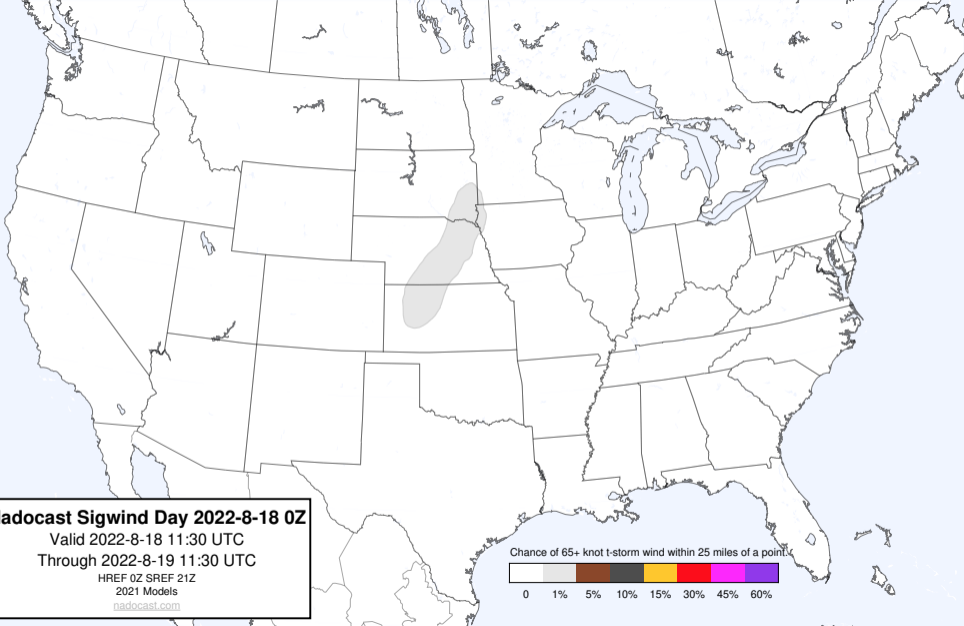 adocast Sigwind Day 2022-8-18 0Z
Valid 2022-8-18 11:30 UTC
Through 2022-8-19 11:30 UTC
HREF 0Z SREF 21Z
2021 Models
nadocast.com
Chance of 65+ knot t-storm wind within 25 miles of a point.
0 1% 5% 10% 15% 30% 45% 60%